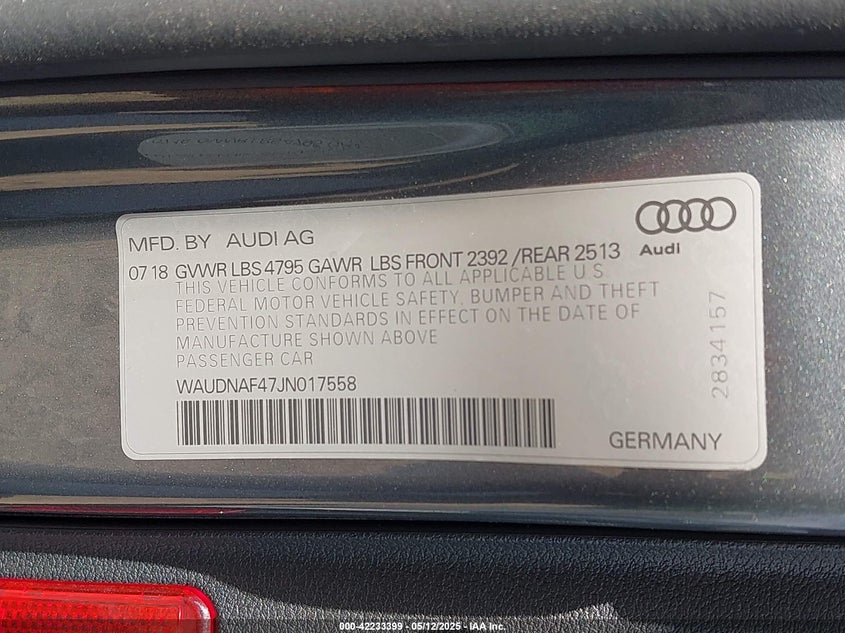 MFD. BY AUDI AG
Audi
07 18 GVWR LBS 4795 GAWR LBS FRONT 2392 /REAR 2513
THIS VEHICLE CONFORMS TO ALL APPLICABLE U S
FEDERAL MOTOR VEHICLE SAFETY, BUMPER AND THEFT
PREVENTION STANDARDS IN EFFECT ON THE DATE OF
MANUFACTURE SHOWN ABOVE
PASSENGER CAR
WAUDNAF47JN017558
2834157
GERMANY
000-42233399 - 05/12/2025 - IAA Inc.